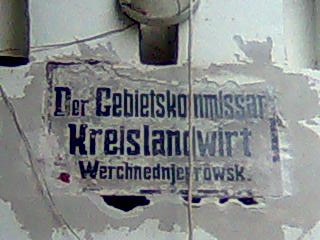 Der Gebietskommissar
Kreislandwirt
Werchnednjeprowsk.